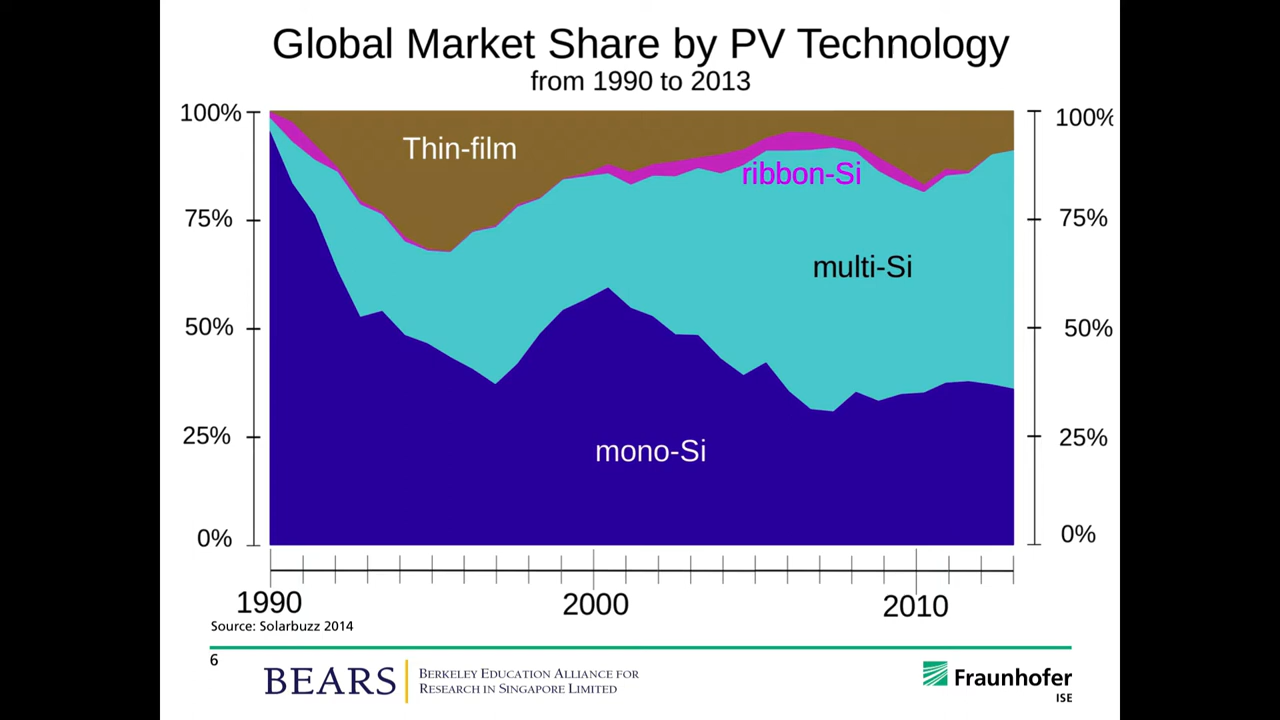 Global Market Share by PV Technology
from 1990 to 2013
100%
100%
Thin-film
ribbon-Si
75%
75%
multi-Si
50%
50%
25%
25%
mono-Si
0%
0%
1990
2000
2010
Source: Solarbuzz 2014
6
BEARS
BERKELEY EDUCATION ALLIANCE FOR
RESEARCH IN SINGAPORE LIMITED
Fraunhofer
ISE